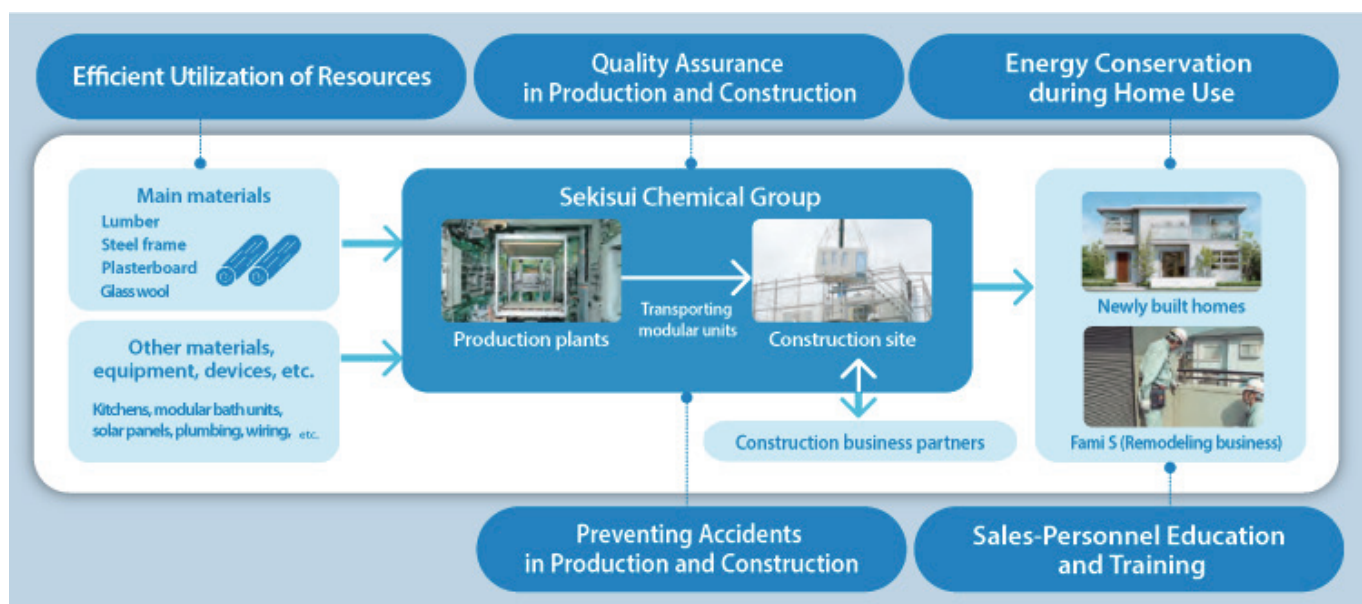 Efficient Utilization of Resources
Quality Assurance
in Production and Construction
Energy Conservation
during Home Use
Main materials
Lumber
Steel frame
Plasterboard
Glass wool
Other materials,
equipment, devices, etc.
Kitchens, modular bath units,
solar panels, plumbing, wiring, etc.
Sekisui Chemical Group
Production plants
Transporting
modular units
Construction site
Construction business partners
Newly built homes
Fami S (Remodeling business)
Preventing Accidents
in Production and Construction
Sales-Personnel Education
and Training